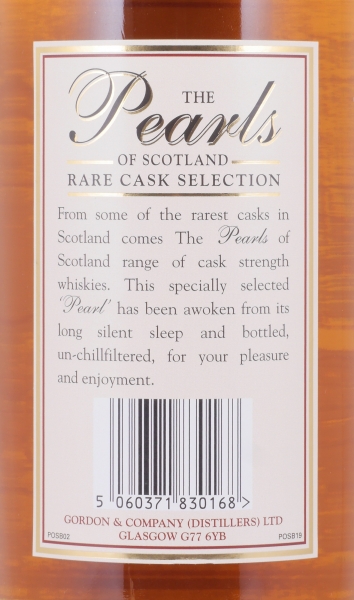 THE
Pearls
OF SCOTLAND
RARE CASK SELECTION
From some of the rarest casks in
Scotland comes The Pearls of
Scotland range of cask strength
whiskies. This specially selected
'Pearl' has been awoken from its
long silent sleep and bottled,
un-chillfiltered, for your pleasure
and enjoyment.
5 060371 830168 >
GORDON & COMPANY (DISTILLERS) LTD
POSB02 GLASGOW G77 6YB POSB19